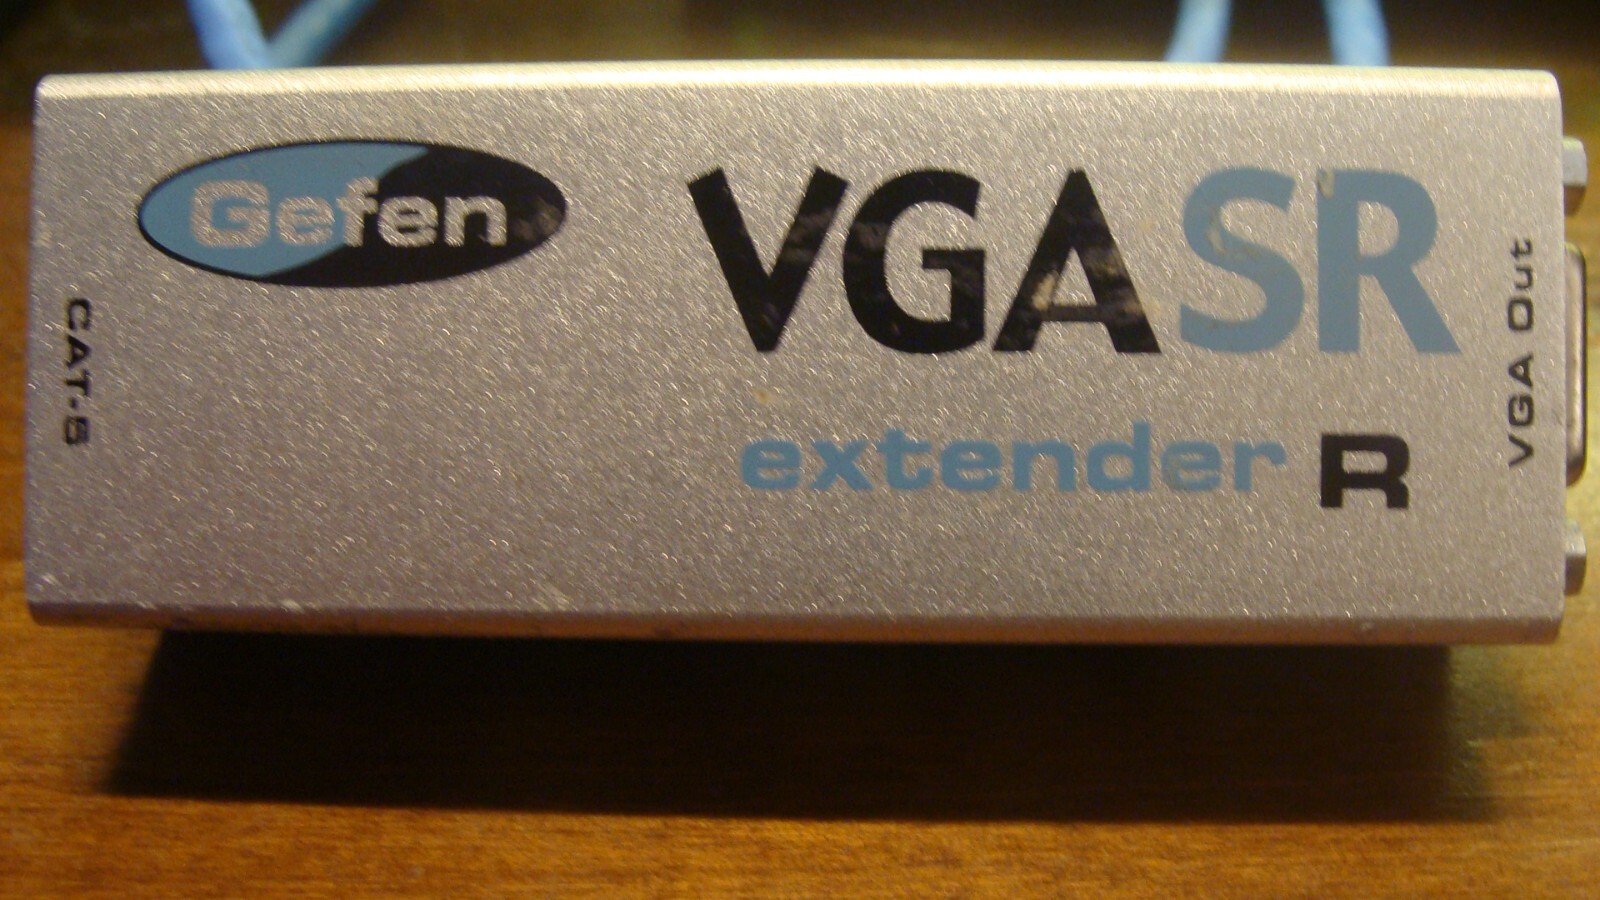 Gefen
VGA SR
extender R
CAT-5
VGA Out